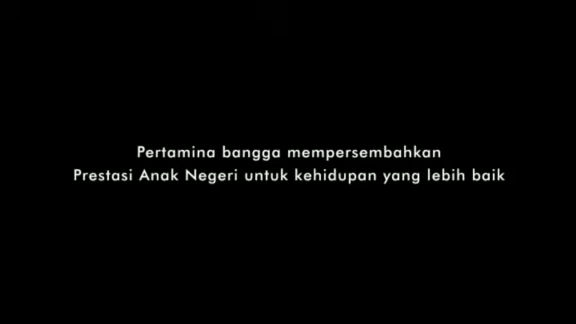 Pertamina bangga mempersembahkan
Prestasi Anak Negeri untuk kehidupan yang lebih baik